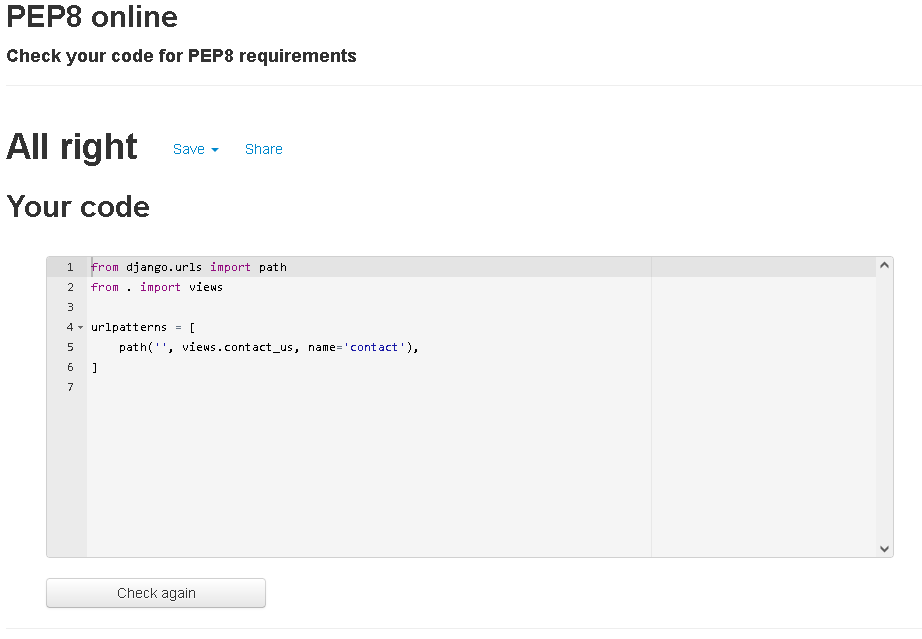 PEP8 online
Check your code for PEP8 requirements
All right Save Share
Your code
1 from django.urls import path
2 from . import views
3
4 urlpatterns = [
5     path('', views.contact_us, name='contact'),
6 ]
7
Check again